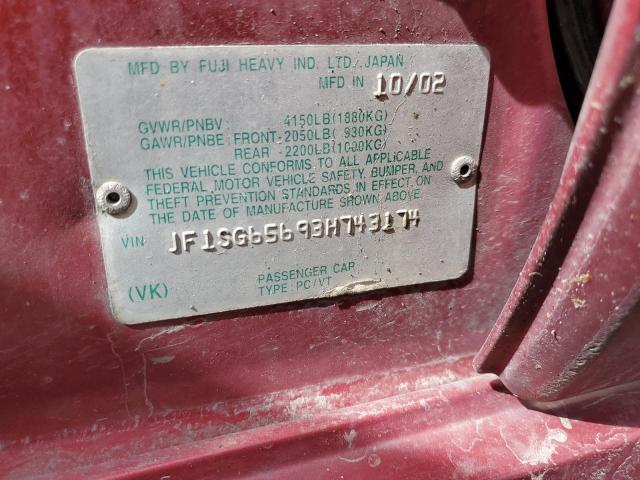 MFD BY FUJI HEAVY IND. LTD. JAPAN
MFD IN 10/02
GVWR/PNBV 4150LB(1880KG)
GAWR/PNBE FRONT-2050LB( 930KG)
REAR -2200LB(1000KG)
THIS VEHICLE CONFORMS TO ALL APPLICABLE
FEDERAL MOTOR VEHICLE SAFETY, BUMPER, AND
THEFT PREVENTION STANDARDS IN EFFECT ON
THE DATE OF MANUFACTURE SHOWN ABOVE.
VIN JF1SG65693H743174
PASSENGER CAR
(VK) TYPE: PC/VT